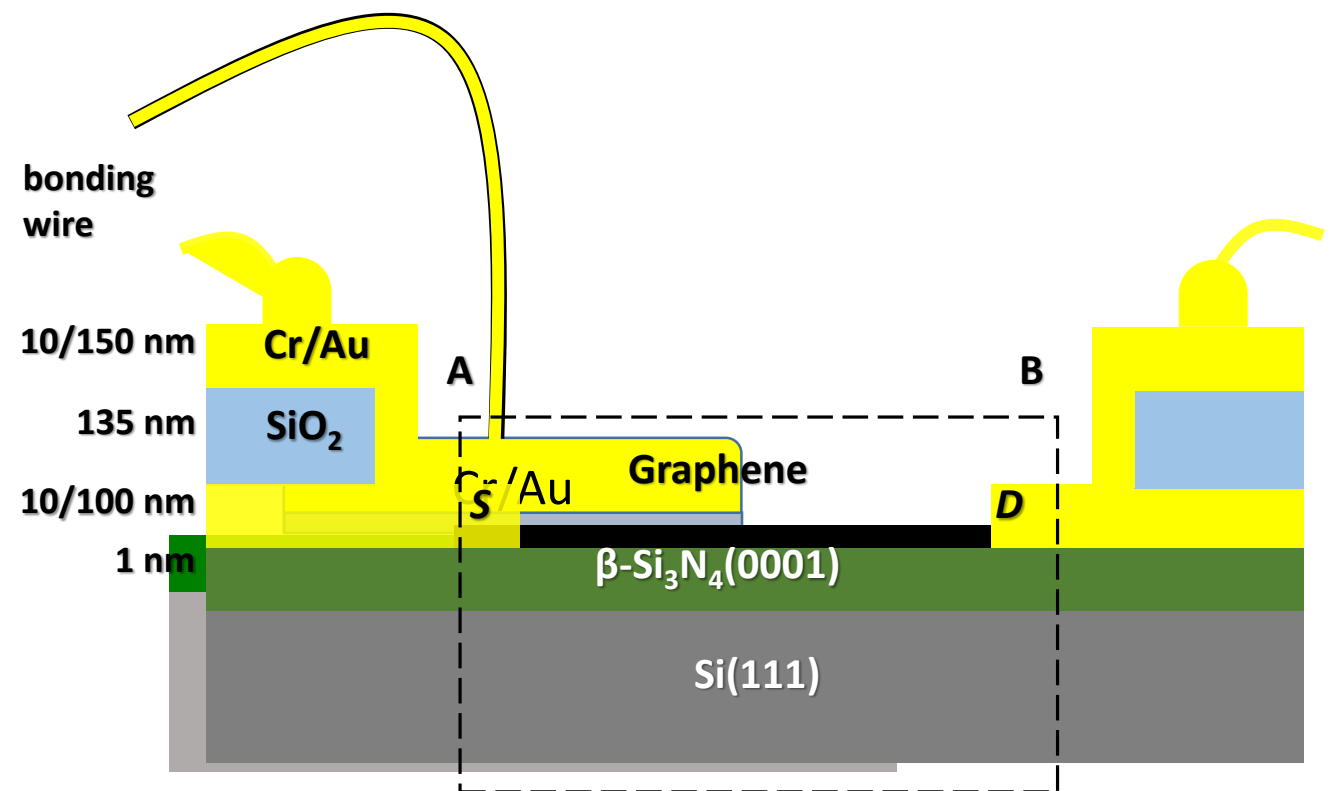 bonding
wire
10/150 nm
Cr/Au
A
B
135 nm
SiO₂
Graphene
10/100 nm
Cr/Au
S
D
1 nm
β-Si₃N₄(0001)
Si(111)